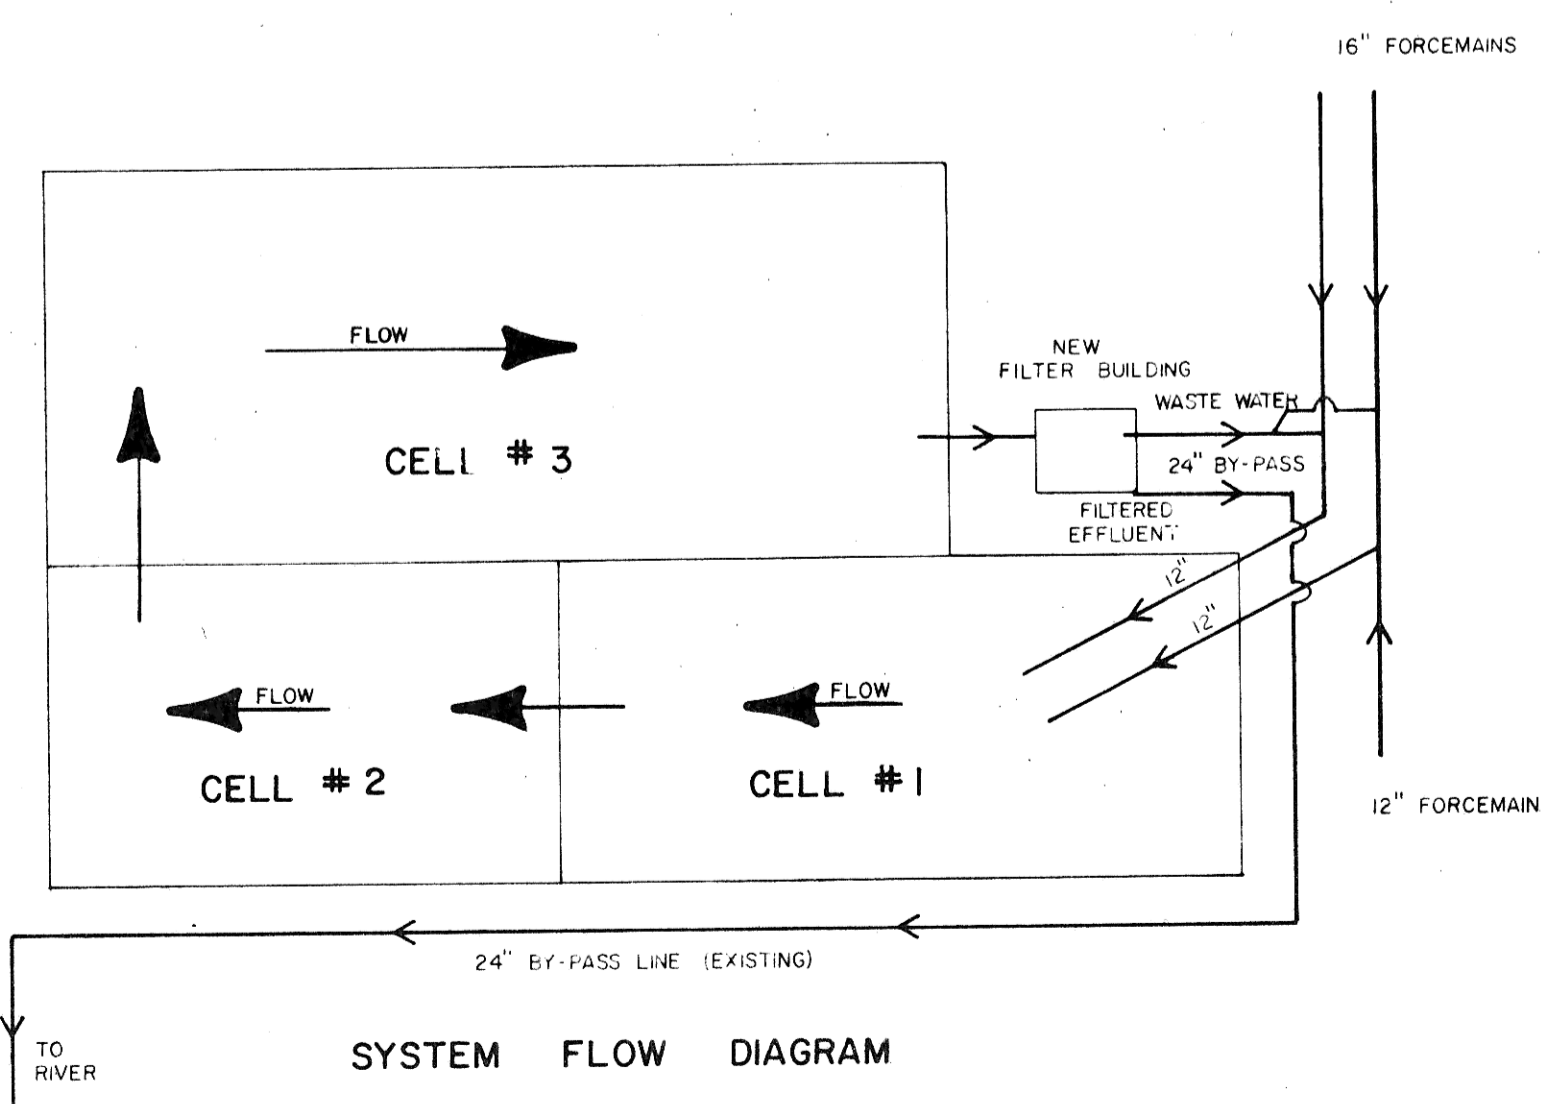 16" FORCEMAINS
FLOW
NEW
FILTER BUILDING
WASTE WATER
CELL # 3
24" BY-PASS
FILTERED
EFFLUENT
12"
12"
FLOW
FLOW
CELL # 2
CELL # 1
12" FORCEMAIN
24" BY-PASS LINE (EXISTING)
TO
RIVER
SYSTEM FLOW DIAGRAM